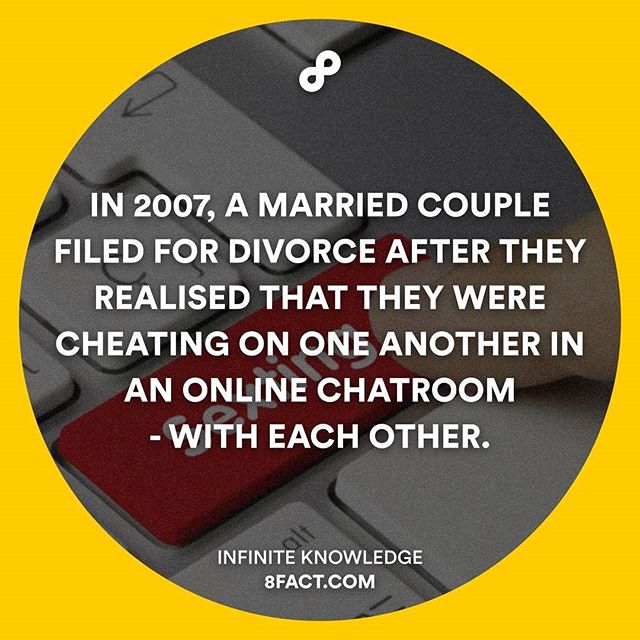 IN 2007, A MARRIED COUPLE
FILED FOR DIVORCE AFTER THEY
REALISED THAT THEY WERE
CHEATING ON ONE ANOTHER IN
AN ONLINE CHATROOM
- WITH EACH OTHER.
Sexting
alt
INFINITE KNOWLEDGE
8FACT.COM